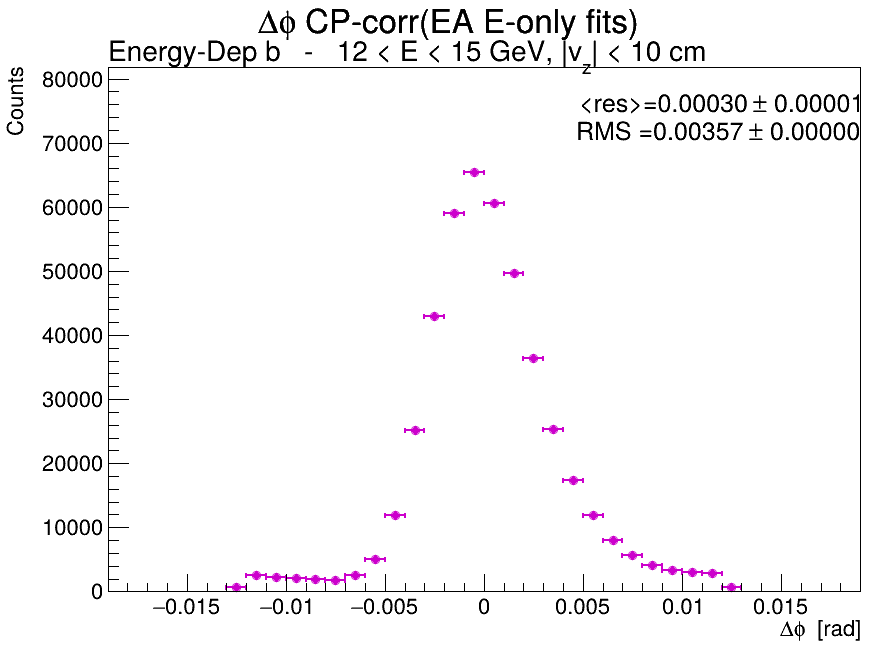 Δϕ CP-corr(EA E-only fits)
Energy-Dep b - 12 < E < 15 GeV, |v_z| < 10 cm
Counts
<res>=0.00030 ± 0.00001
RMS =0.00357 ± 0.00000
80000
70000
60000
50000
40000
30000
20000
10000
0
−0.015 −0.01 −0.005 0 0.005 0.01 0.015
Δϕ [rad]